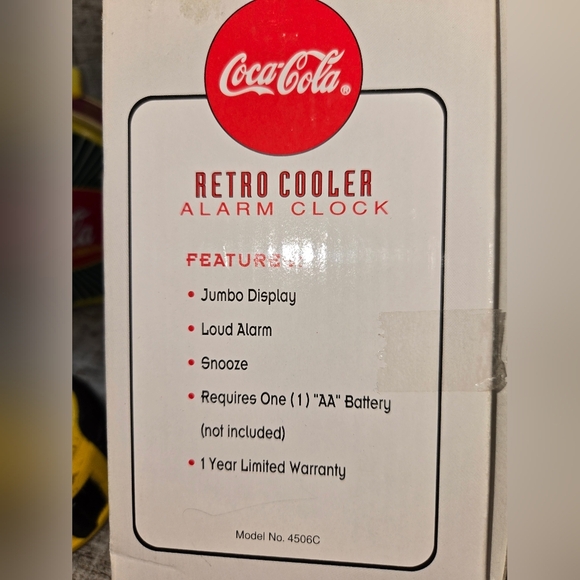 Coca-Cola®
RETRO COOLER
ALARM CLOCK
FEATURES:
• Jumbo Display
• Loud Alarm
• Snooze
• Requires One (1) "AA" Battery
(not included)
• 1 Year Limited Warranty
Model No. 4506C